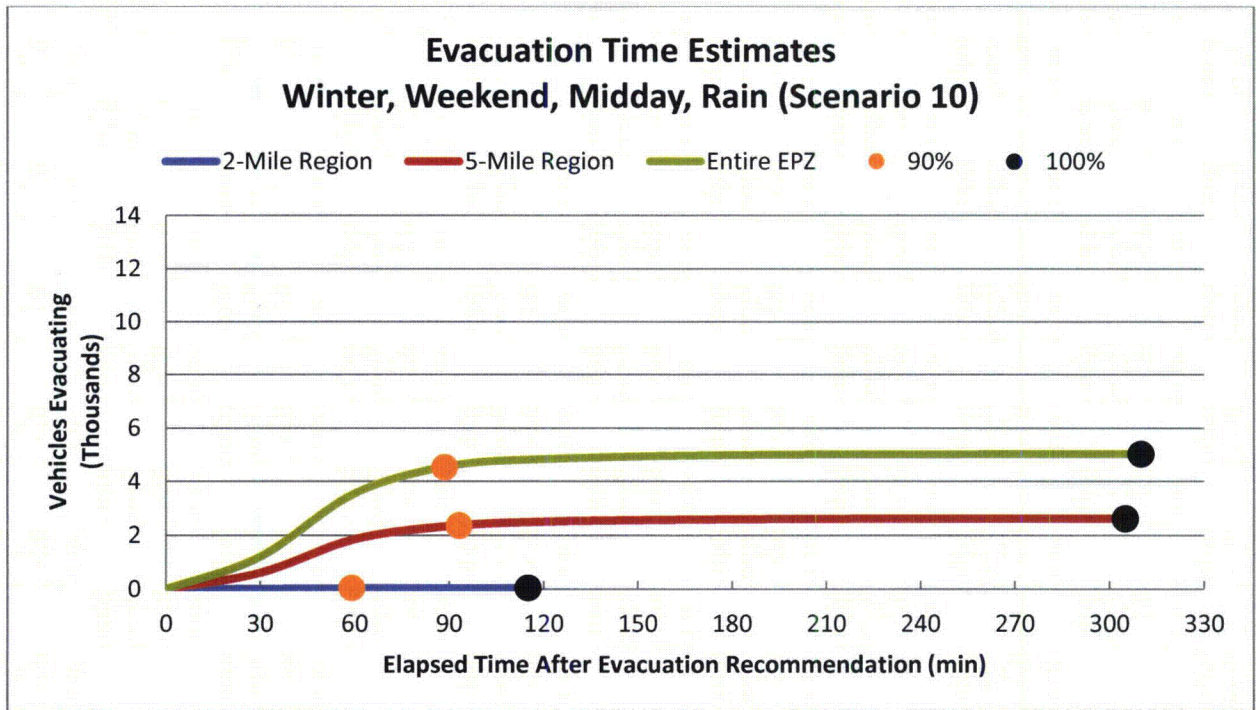 Evacuation Time Estimates
Winter, Weekend, Midday, Rain (Scenario 10)
2-Mile Region 5-Mile Region Entire EPZ 90% 100%
14
12
10
8
6
4
2
0
Vehicles Evacuating
(Thousands)
0 30 60 90 120 150 180 210 240 270 300 330
Elapsed Time After Evacuation Recommendation (min)